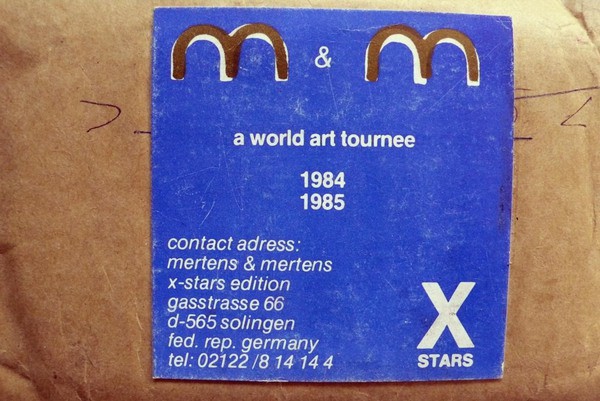 m & m
a world art tournee
1984
1985
contact adress:
mertens & mertens
x-stars edition
gasstrasse 66
d-565 solingen
fed. rep. germany
tel: 02122/8 14 14 4
X
STARS